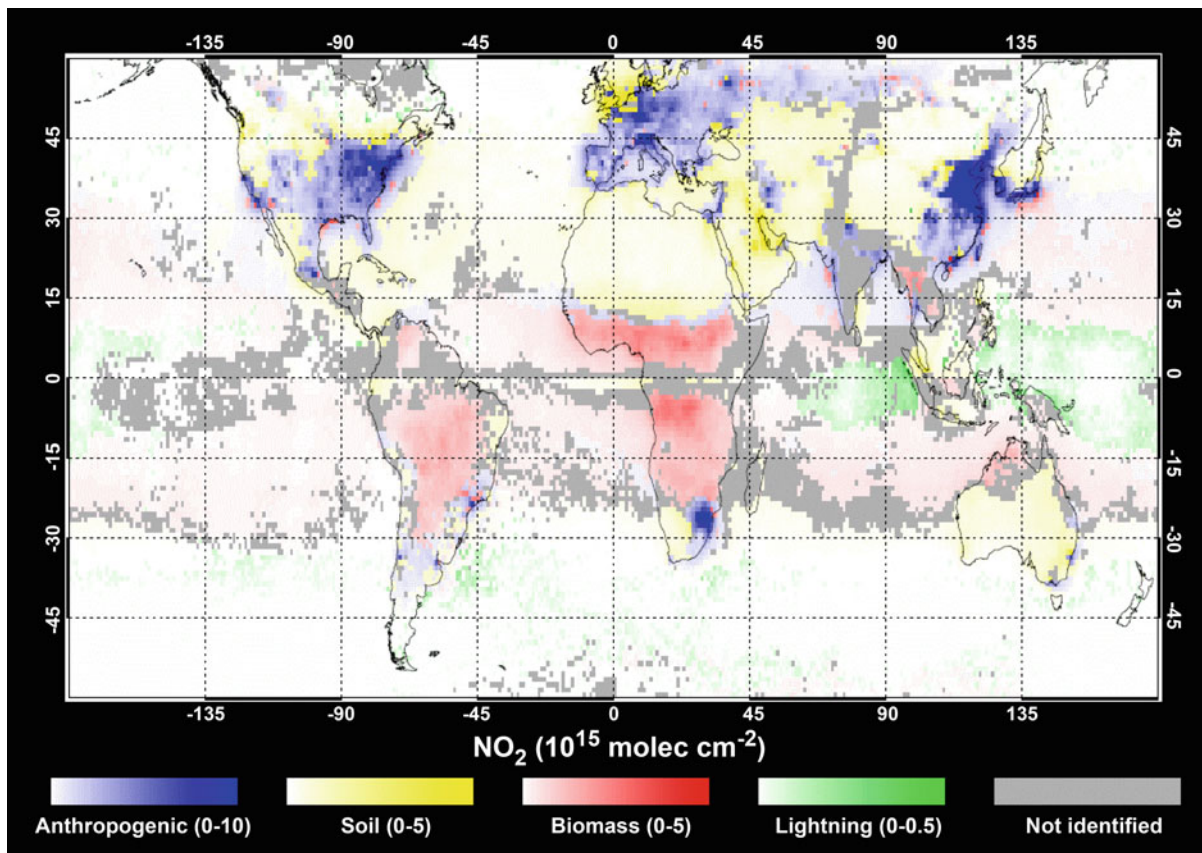 -135 -90 -45 0 45 90 135
45 45
30 30
15 15
0 0
-15 -15
-30 -30
-45 -45
-135 -90 -45 0 45 90 135
NO₂ (10¹⁵ molec cm⁻²)
Anthropogenic (0-10) Soil (0-5) Biomass (0-5) Lightning (0-0.5) Not identified